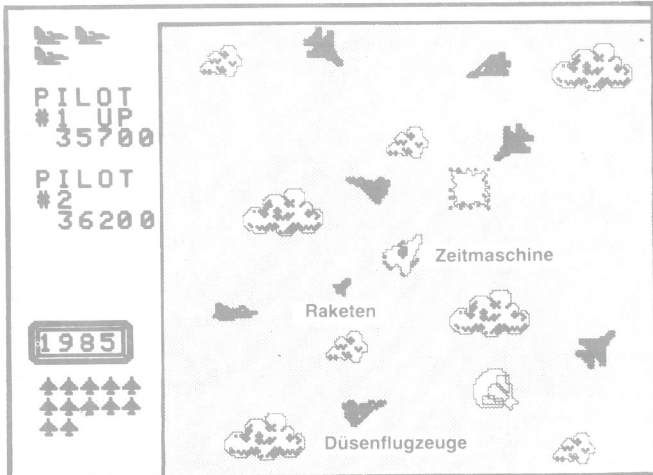 PILOT
#1 UP
35700
PILOT
#2
36200
Zeitmaschine
Raketen
1985
Düsenflugzeuge